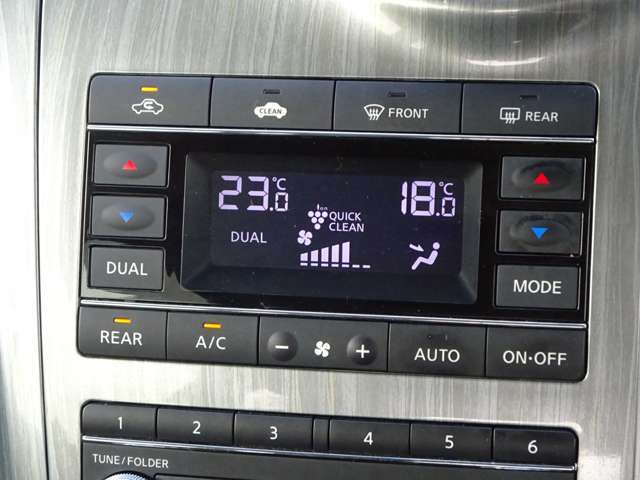 CLEAN FRONT REAR
23.0 °C 18.0 °C
QUICK
CLEAN
DUAL
DUAL MODE
REAR A/C − + AUTO ON·OFF
1 2 3 4 5 6
TUNE/FOLDER